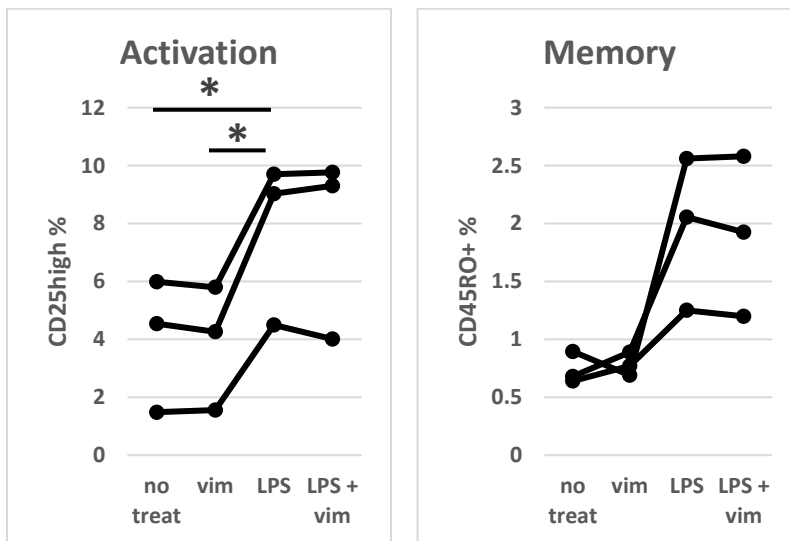 Activation
*
*
12
10
8
6
4
2
0
CD25high %
no treat
vim
LPS
LPS + vim
Memory
3
2.5
2
1.5
1
0.5
0
CD45RO+ %
no treat
vim
LPS
LPS + vim